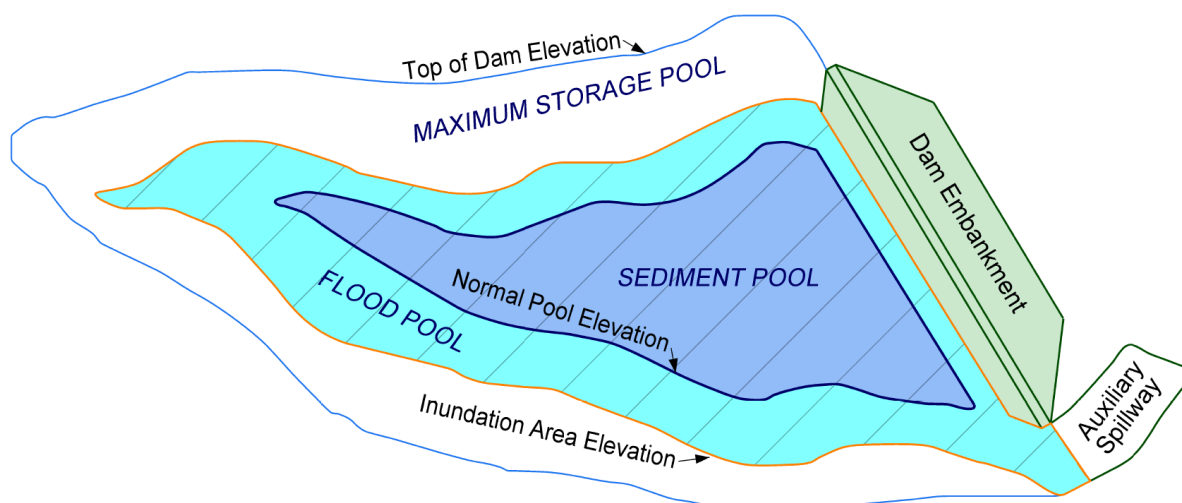 Top of Dam Elevation
MAXIMUM STORAGE POOL
Dam Embankment
SEDIMENT POOL
Normal Pool Elevation
FLOOD POOL
Inundation Area Elevation
Auxiliary
Spillway